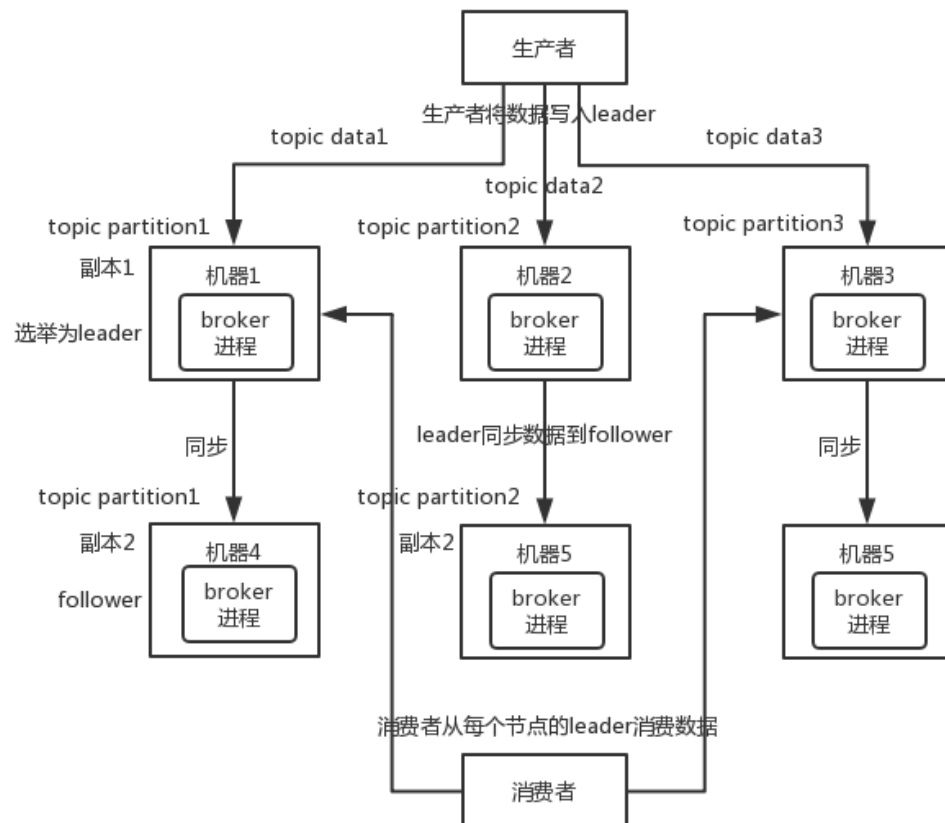 生产者
生产者将数据写入leader
topic data1
topic data3
topic data2
topic partition1
topic partition2
topic partition3
副本1
机器1
机器2
机器3
选举为leader
broker
进程
broker
进程
broker
进程
同步
leader同步数据到follower
同步
topic partition1
topic partition2
副本2
机器4
副本2
机器5
机器5
follower
broker
进程
broker
进程
broker
进程
消费者从每个节点的leader消费数据
消费者